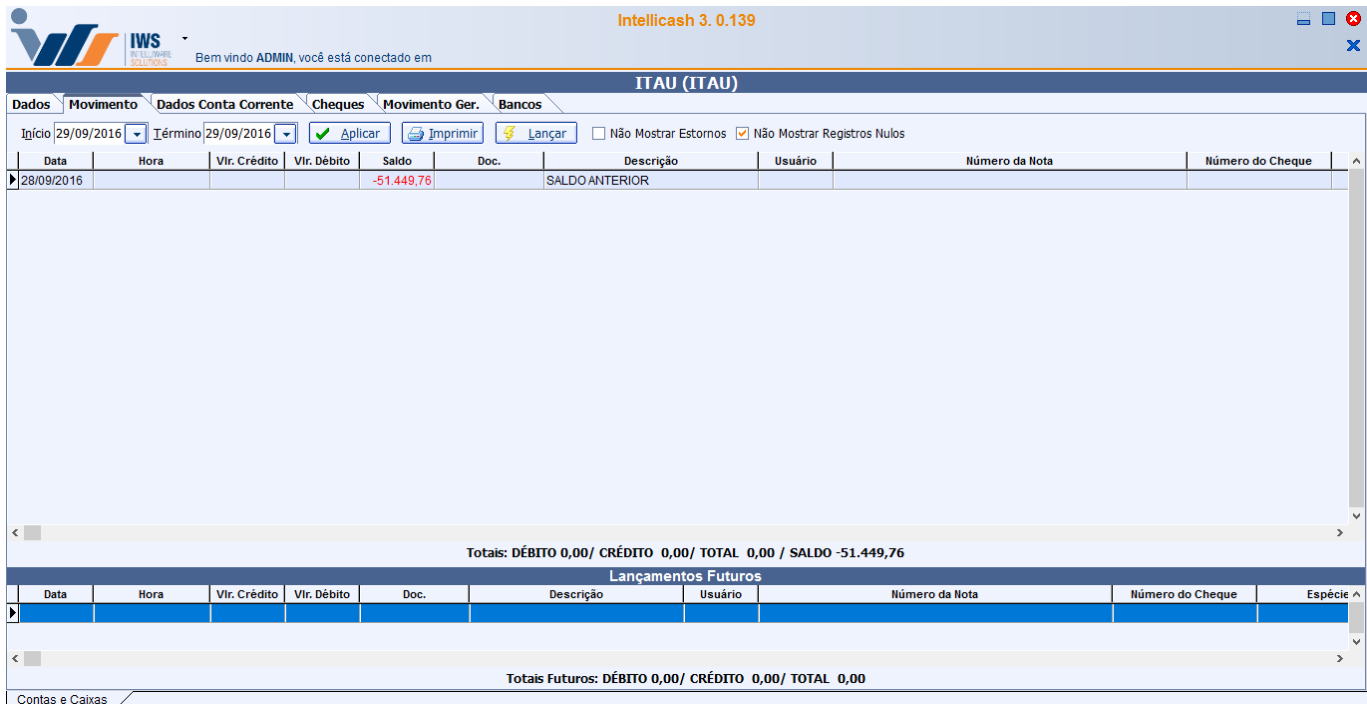 Intellicash 3. 0.139
IWS
INTELLIWARE
SOLUTIONS
Bem vindo ADMIN, você está conectado em
ITAU (ITAU)
Dados Movimento Dados Conta Corrente Cheques Movimento Ger. Bancos
Início 29/09/2016 Término 29/09/2016 Aplicar Imprimir Lançar Não Mostrar Estornos Não Mostrar Registros Nulos
Data Hora Vlr. Crédito Vlr. Débito Saldo Doc. Descrição Usuário Número da Nota Número do Cheque
28/09/2016 -51.449,76 SALDO ANTERIOR
Totais: DÉBITO 0,00/ CRÉDITO 0,00/ TOTAL 0,00 / SALDO -51.449,76
Lançamentos Futuros
Data Hora Vlr. Crédito Vlr. Débito Doc. Descrição Usuário Número da Nota Número do Cheque Espécie
Totais Futuros: DÉBITO 0,00/ CRÉDITO 0,00/ TOTAL 0,00
Contas e Caixas